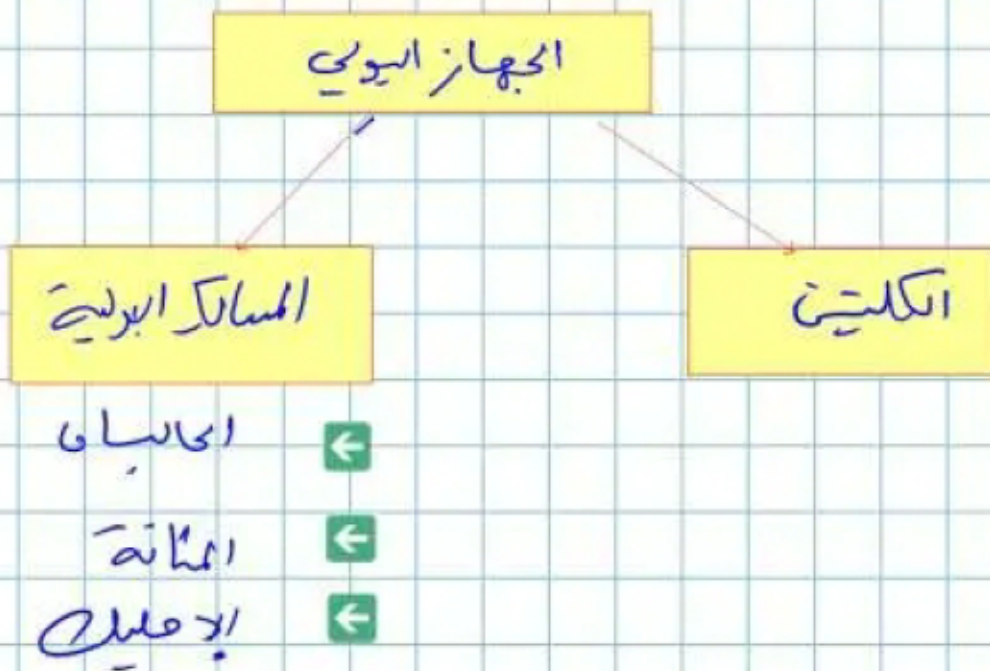 الجهاز البولي
الكليتين
المسالك البولية
الحالبان
المثانة
الإحليل